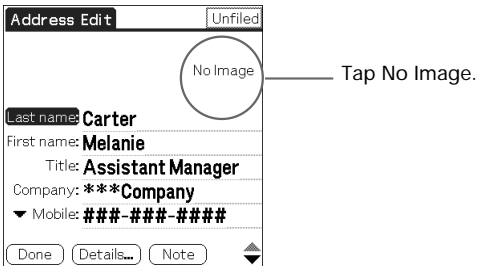 Address Edit Unfiled
No Image
Tap No Image.
Last name: Carter
First name: Melanie
Title: Assistant Manager
Company: ***Company
Mobile: ###-###-####
Done Details... Note